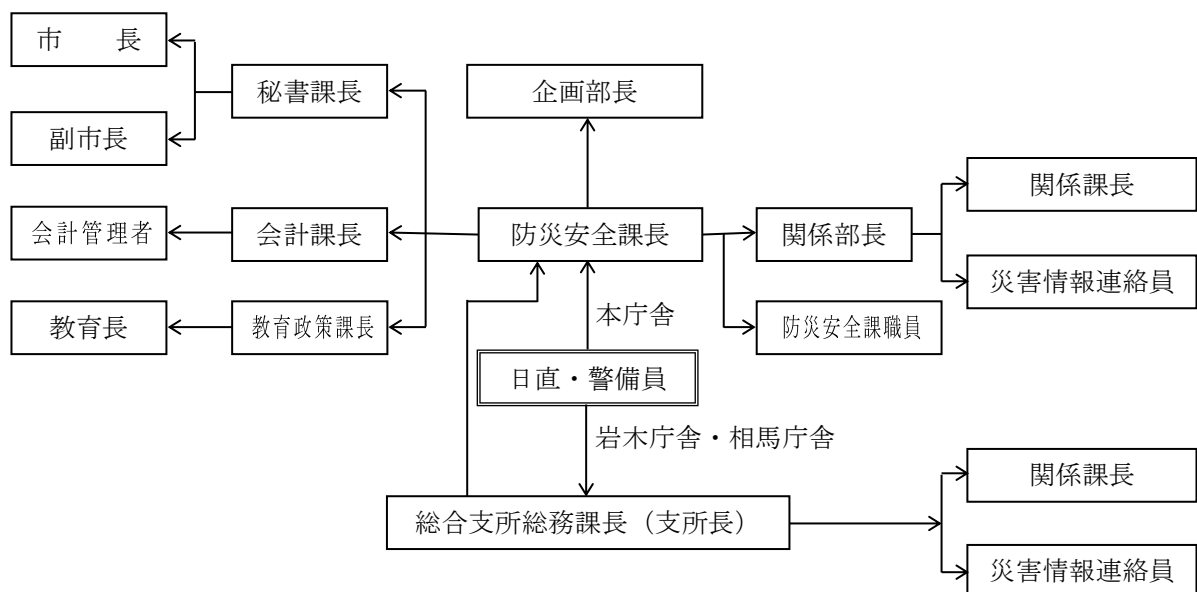 市　　長
秘書課長
企画部長
副市長
関係課長
会計管理者
会計課長
防災安全課長
関係部長
災害情報連絡員
教育長
教育政策課長
本庁舎
防災安全課職員
日直・警備員
岩木庁舎・相馬庁舎
関係課長
総合支所総務課長（支所長）
災害情報連絡員